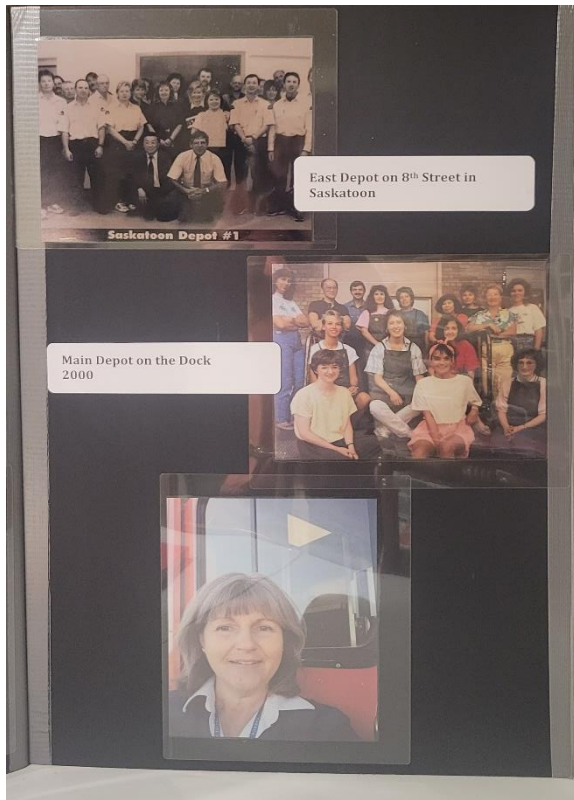 East Depot on 8th Street in
Saskatoon
Saskatoon Depot #1
Main Depot on the Dock
2000